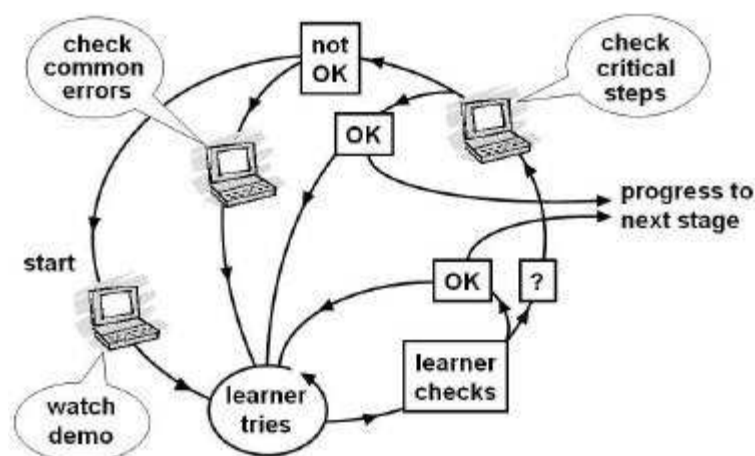 check
common
errors
not
OK
check
critical
steps
OK
progress to
next stage
start
OK
?
learner
checks
learner
tries
watch
demo